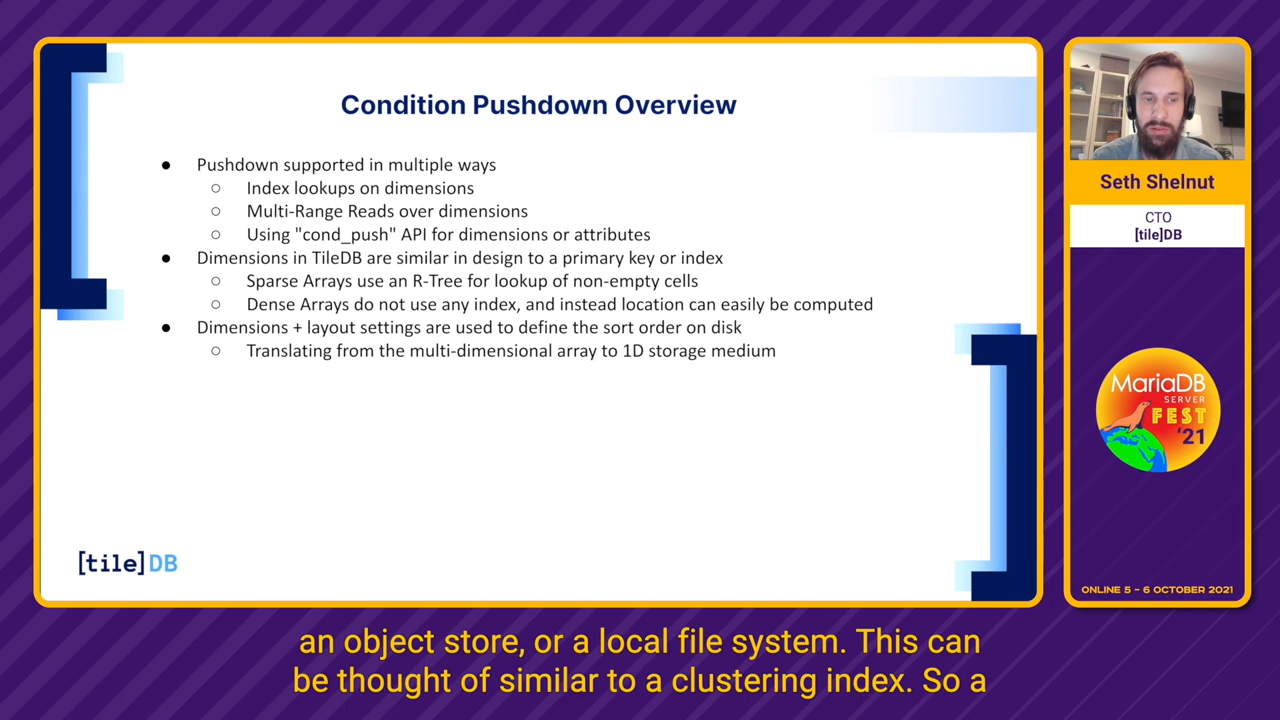 Condition Pushdown Overview
● Pushdown supported in multiple ways
○ Index lookups on dimensions
○ Multi-Range Reads over dimensions
○ Using "cond_push" API for dimensions or attributes
● Dimensions in TileDB are similar in design to a primary key or index
○ Sparse Arrays use an R-Tree for lookup of non-empty cells
○ Dense Arrays do not use any index, and instead location can easily be computed
● Dimensions + layout settings are used to define the sort order on disk
○ Translating from the multi-dimensional array to 1D storage medium
[tile]DB
Seth Shelnut
CTO
[tile]DB
MariaDB
SERVER
FEST
'21
ONLINE 5 – 6 OCTOBER 2021
an object store, or a local file system. This can
be thought of similar to a clustering index. So a